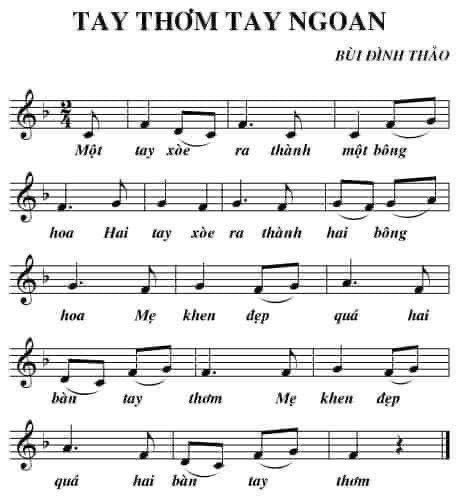 TAY THƠM TAY NGOAN
BÙI ĐÌNH THẢO
2
4
Một tay xòe ra thành một bông
hoa Hai tay xòe ra thành hai bông
hoa Mẹ khen đẹp quá hai
bàn tay thơm Mẹ khen đẹp
quá hai bàn tay thơm